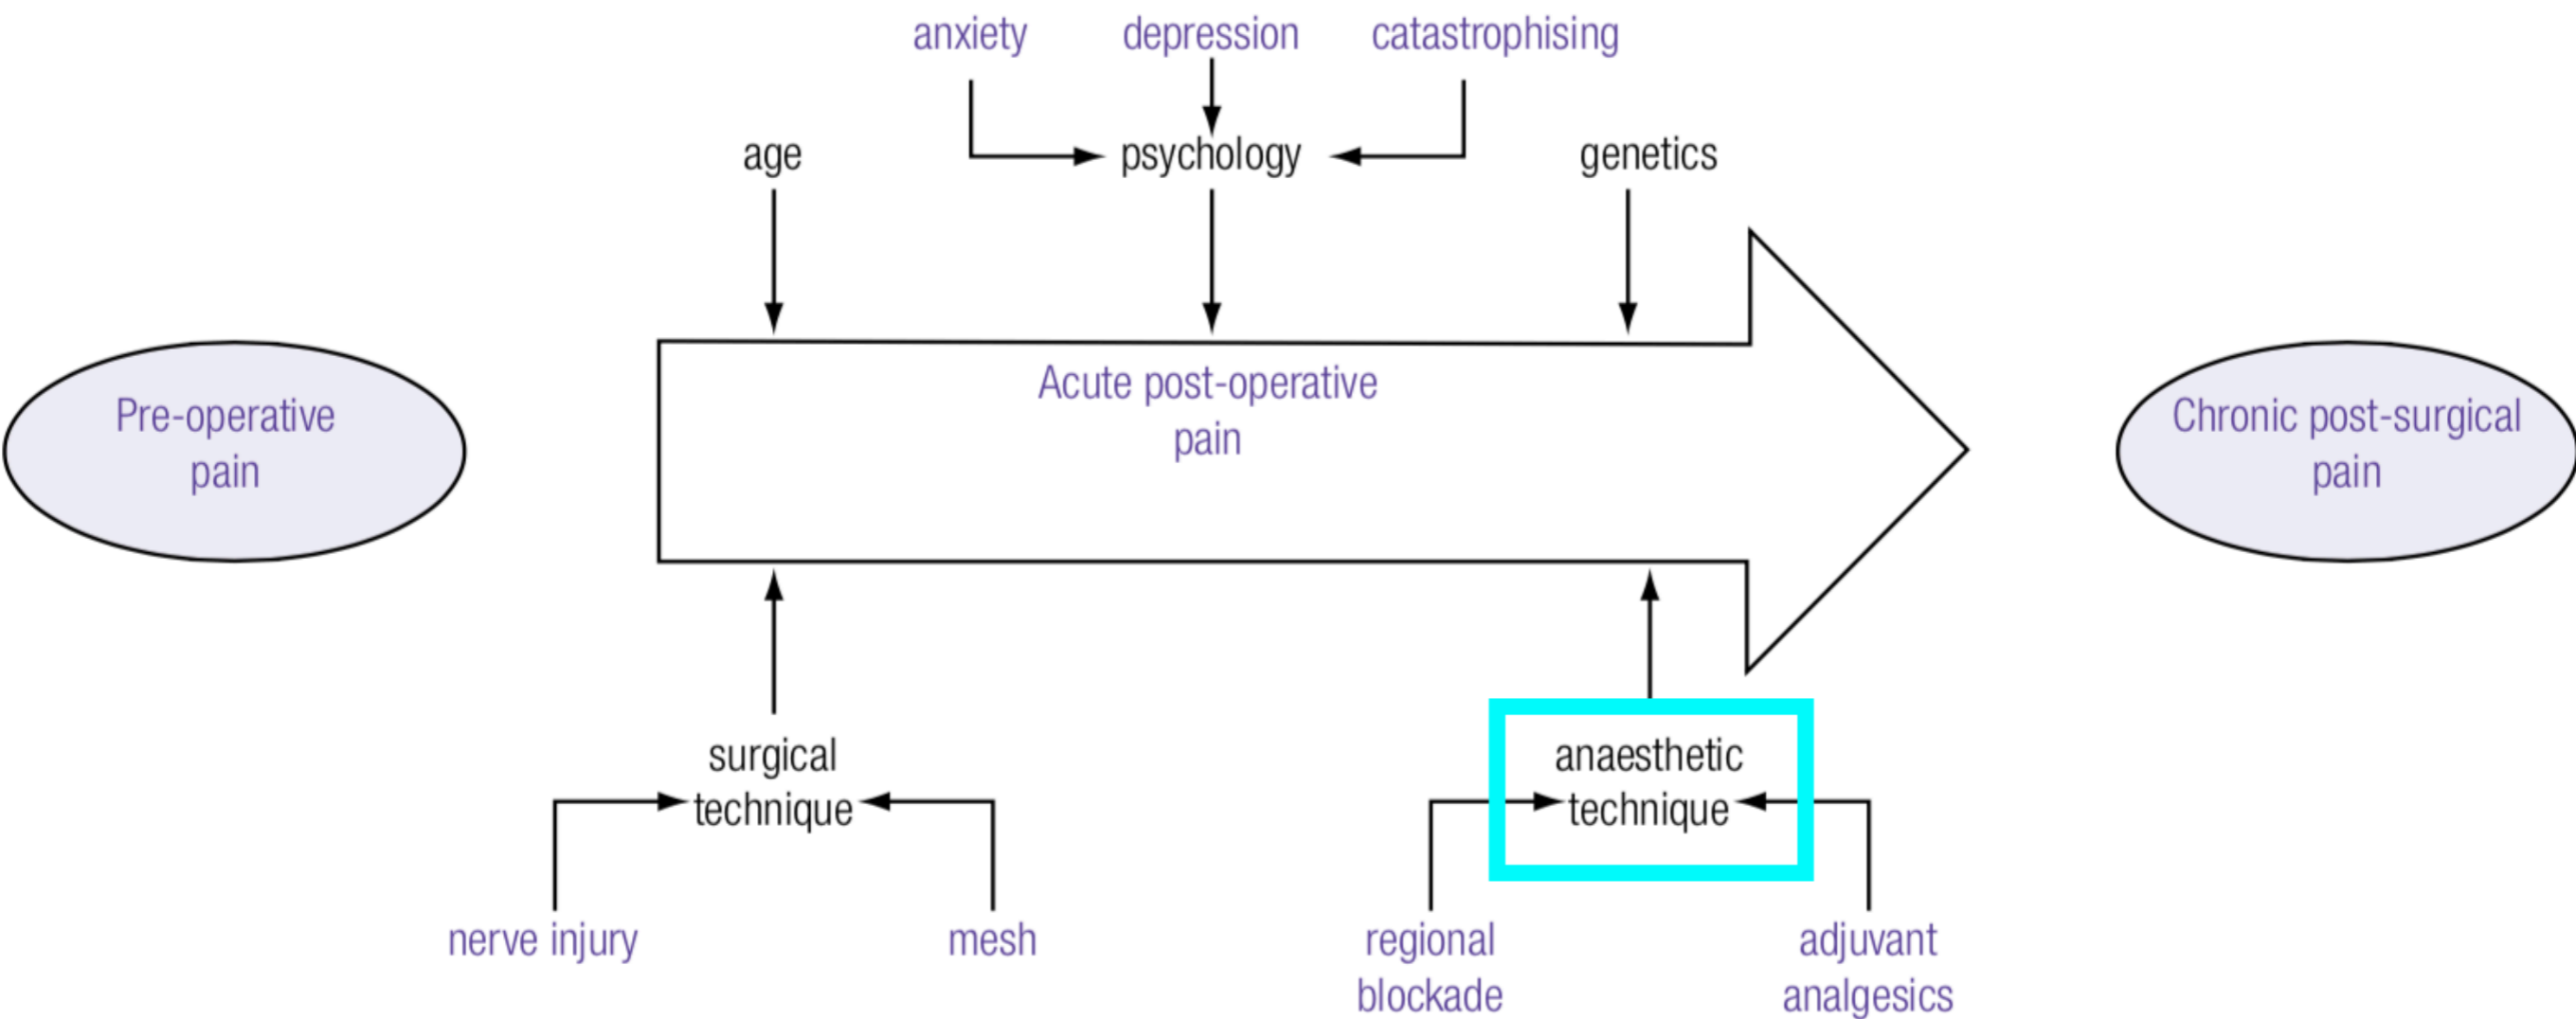 anxiety
depression
catastrophising
age
psychology
genetics
Pre-operative
pain
Acute post-operative
pain
Chronic post-surgical
pain
surgical
technique
anaesthetic
technique
nerve injury
mesh
regional
blockade
adjuvant
analgesics